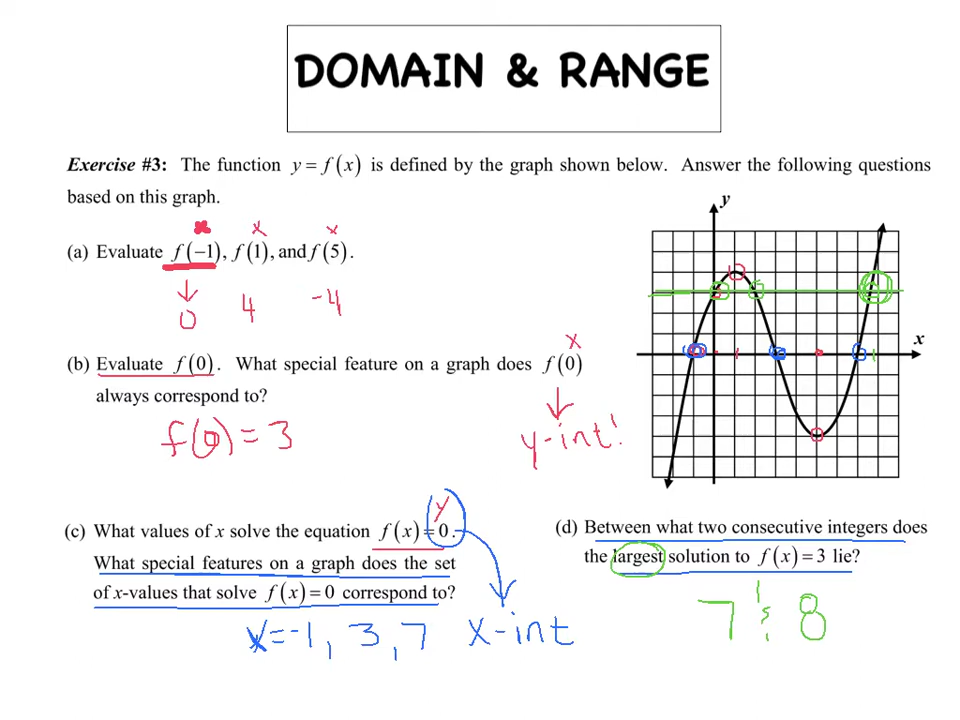 DOMAIN & RANGE
Exercise #3: The function y = f(x) is defined by the graph shown below. Answer the following questions
based on this graph.
y
x x x
(a) Evaluate f(−1), f(1), and f(5).
0 4 -4
x
x
(b) Evaluate f(0). What special feature on a graph does f(0)
always correspond to?
f(0) = 3
y-int!
y
(c) What values of x solve the equation f(x) = 0.
What special features on a graph does the set
of x-values that solve f(x) = 0 correspond to?
x = -1, 3, 7 x-int
(d) Between what two consecutive integers does
the largest solution to f(x) = 3 lie?
7 & 8